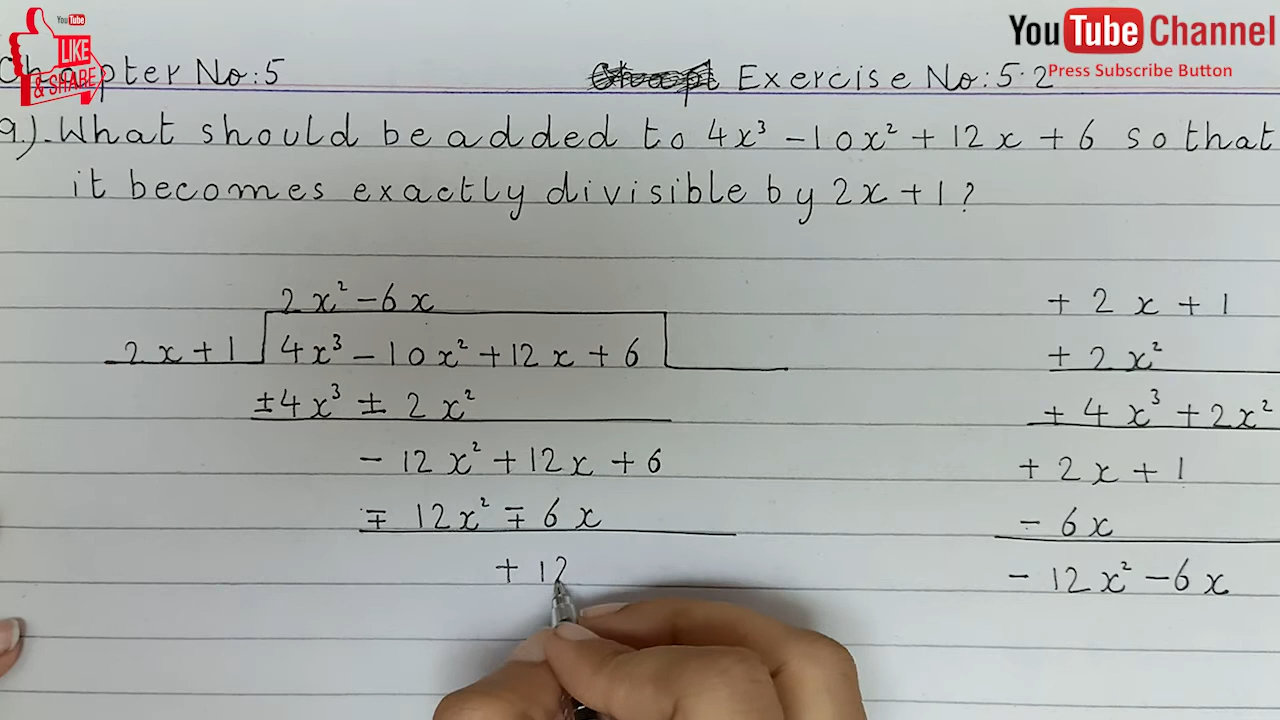 YouTube
LIKE
& SHARE
YouTube Channel
Press Subscribe Button
Chapter No:5 Exercise No:5.2
9.). What should be added to 4x³ - 10x² + 12x + 6 so that
it becomes exactly divisible by 2x + 1?
2x² - 6x
2x + 1 4x³ - 10x² + 12x + 6
± 4x³ ± 2x²
- 12x² + 12x + 6
∓ 12x² ∓ 6x
+ 12
+ 2x + 1
+ 2x²
+ 4x³ + 2x²
+ 2x + 1
- 6x
- 12x² - 6x